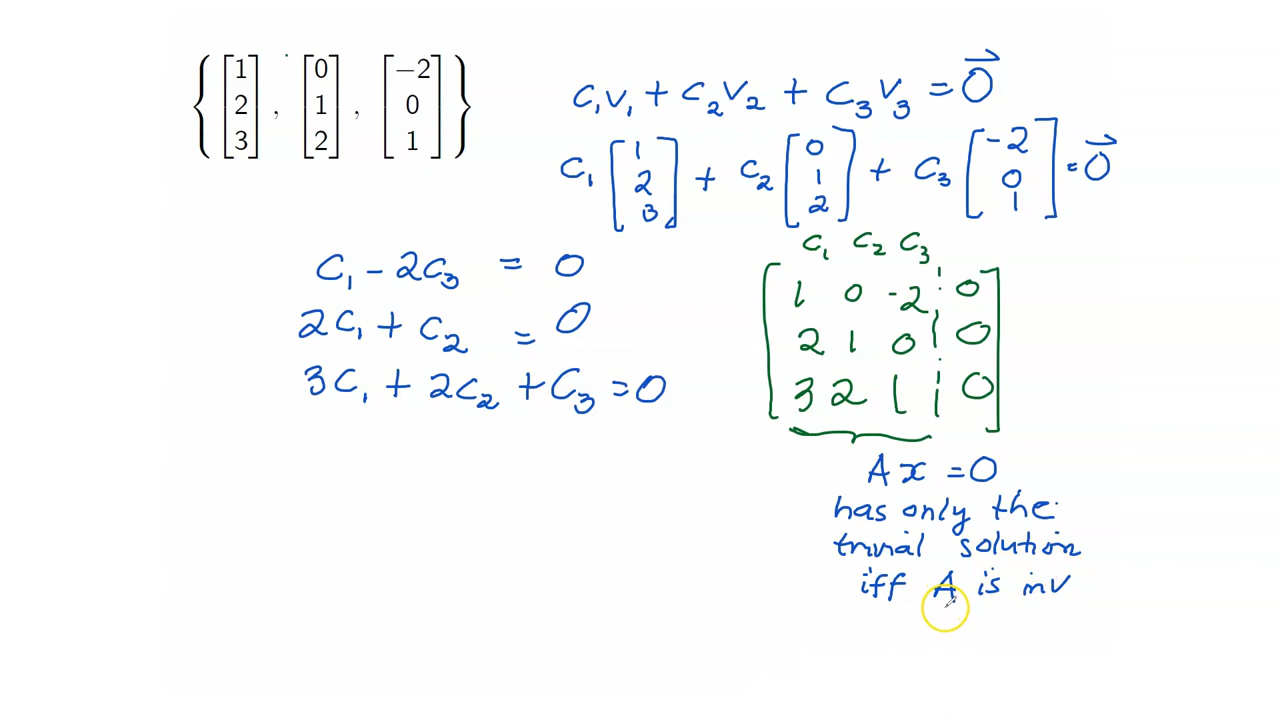 {[1 2 3], [0 1 2], [-2 0 1]}
C₁V₁ + C₂V₂ + C₃V₃ = 0⃗
C₁ [1 2 3] + C₂ [0 1 2] + C₃ [-2 0 1] = 0⃗
C₁ - 2C₃ = 0
2C₁ + C₂ = 0
3C₁ + 2C₂ + C₃ = 0
C₁ C₂ C₃
1 0 -2 | 0
2 1 0 | 0
3 2 1 | 0
Ax = 0
has only the
trivial solution
iff A is inv